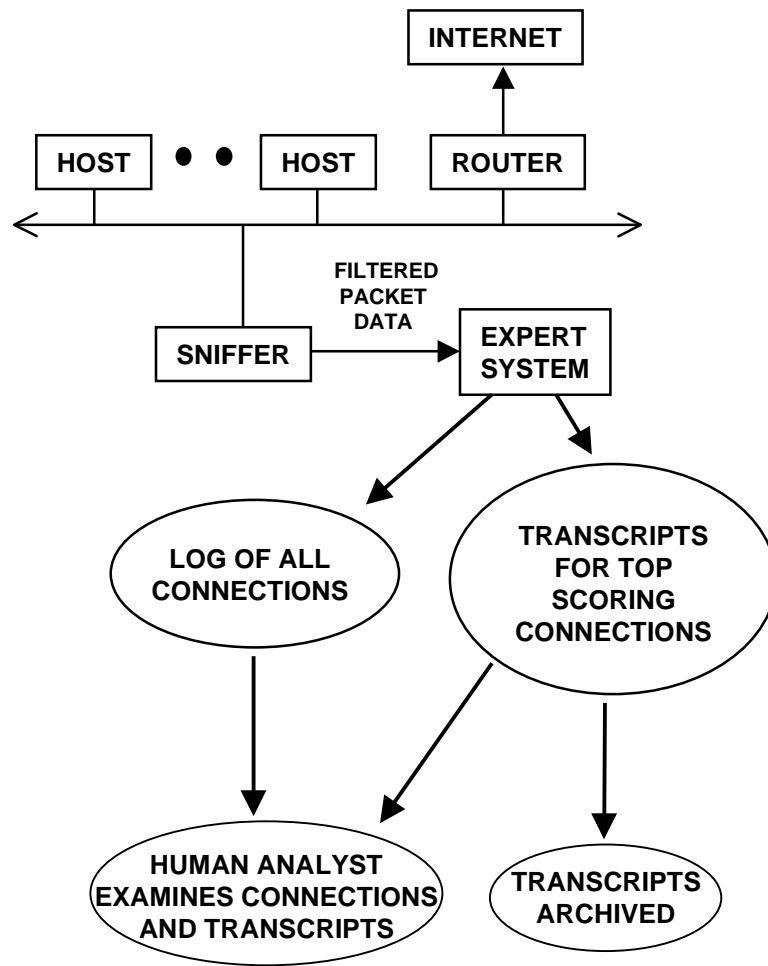 INTERNET
HOST
HOST
ROUTER
FILTERED
PACKET
DATA
SNIFFER
EXPERT
SYSTEM
LOG OF ALL
CONNECTIONS
TRANSCRIPTS
FOR TOP
SCORING
CONNECTIONS
HUMAN ANALYST
EXAMINES CONNECTIONS
AND TRANSCRIPTS
TRANSCRIPTS
ARCHIVED